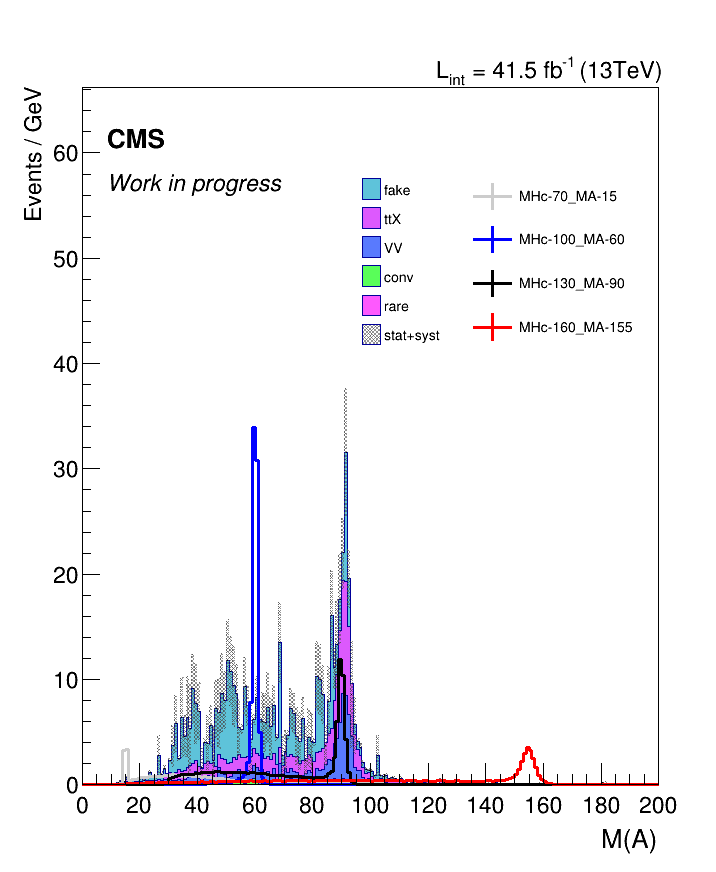 L_int = 41.5 fb^-1 (13TeV)
Events / GeV
CMS
Work in progress
fake
ttX
VV
conv
rare
stat+syst
MHc-70_MA-15
MHc-100_MA-60
MHc-130_MA-90
MHc-160_MA-155
60
50
40
30
20
10
0
0 20 40 60 80 100 120 140 160 180 200
M(A)